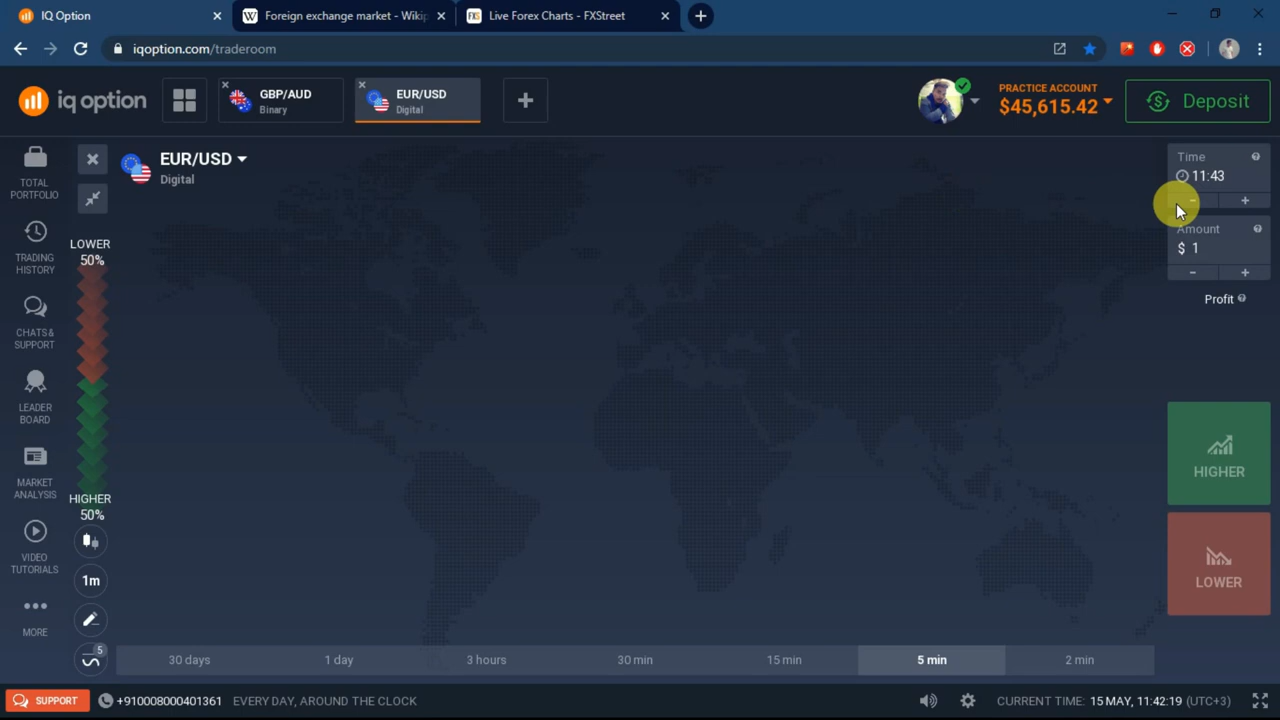 IQ Option
W Foreign exchange market - Wikip
FXS Live Forex Charts - FXStreet
iqoption.com/traderoom
iq option
GBP/AUD
Binary
EUR/USD
Digital
PRACTICE ACCOUNT
$45,615.42
Deposit
TOTAL
PORTFOLIO
TRADING
HISTORY
CHATS &
SUPPORT
LEADER
BOARD
MARKET
ANALYSIS
VIDEO
TUTORIALS
MORE
EUR/USD
Digital
LOWER
50%
HIGHER
50%
1m
5
Time
11:43
- +
Amount
$ 1
- +
Profit
HIGHER
LOWER
30 days
1 day
3 hours
30 min
15 min
5 min
2 min
SUPPORT
+910008000401361
EVERY DAY, AROUND THE CLOCK
CURRENT TIME: 15 MAY, 11:42:19 (UTC+3)